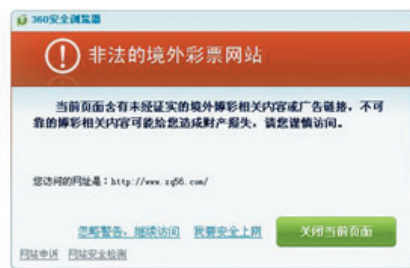 360安全浏览器
非法的境外彩票网站
当前页面含有未经证实的境外博彩相关内容或广告链接，不可
靠的博彩相关内容可能给您造成财产损失，请您谨慎访问。
您访问的网址是：http://www.zq56.com/
忽略警告，继续访问 我要安全上网 关闭当前页面
网站申诉 网站安全检测